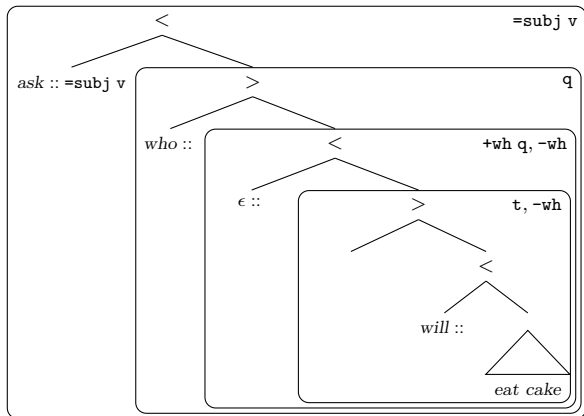 < =subj v
ask :: =subj v > q
who :: < +wh q, -wh
ϵ :: > t, -wh
<
will ::
eat cake